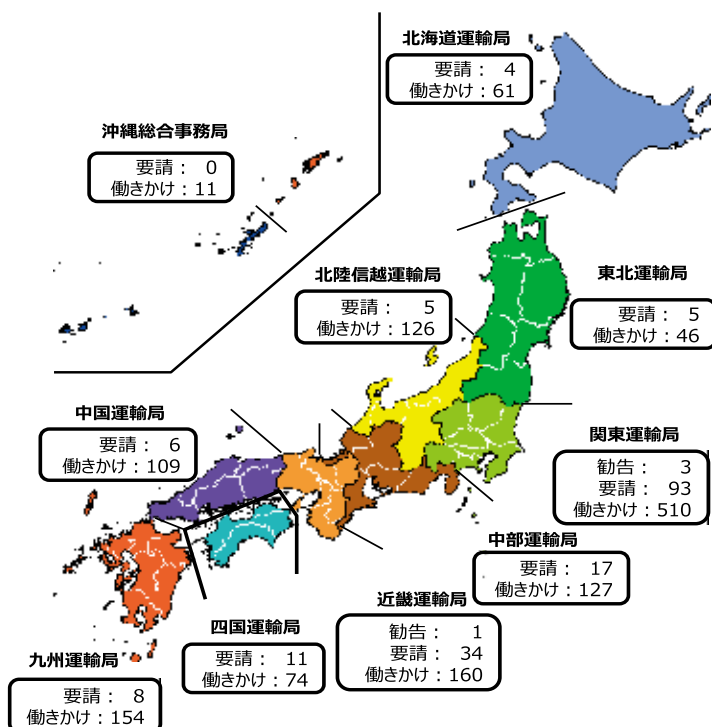 北海道運輸局
要請： 4
働きかけ：61
沖縄総合事務局
要請： 0
働きかけ：11
北陸信越運輸局
要請： 5
働きかけ：126
東北運輸局
要請： 5
働きかけ：46
中国運輸局
要請： 6
働きかけ：109
関東運輸局
勧告： 3
要請： 93
働きかけ：510
中部運輸局
要請： 17
働きかけ：127
近畿運輸局
勧告： 1
要請： 34
働きかけ：160
四国運輸局
要請： 11
働きかけ：74
九州運輸局
要請： 8
働きかけ：154